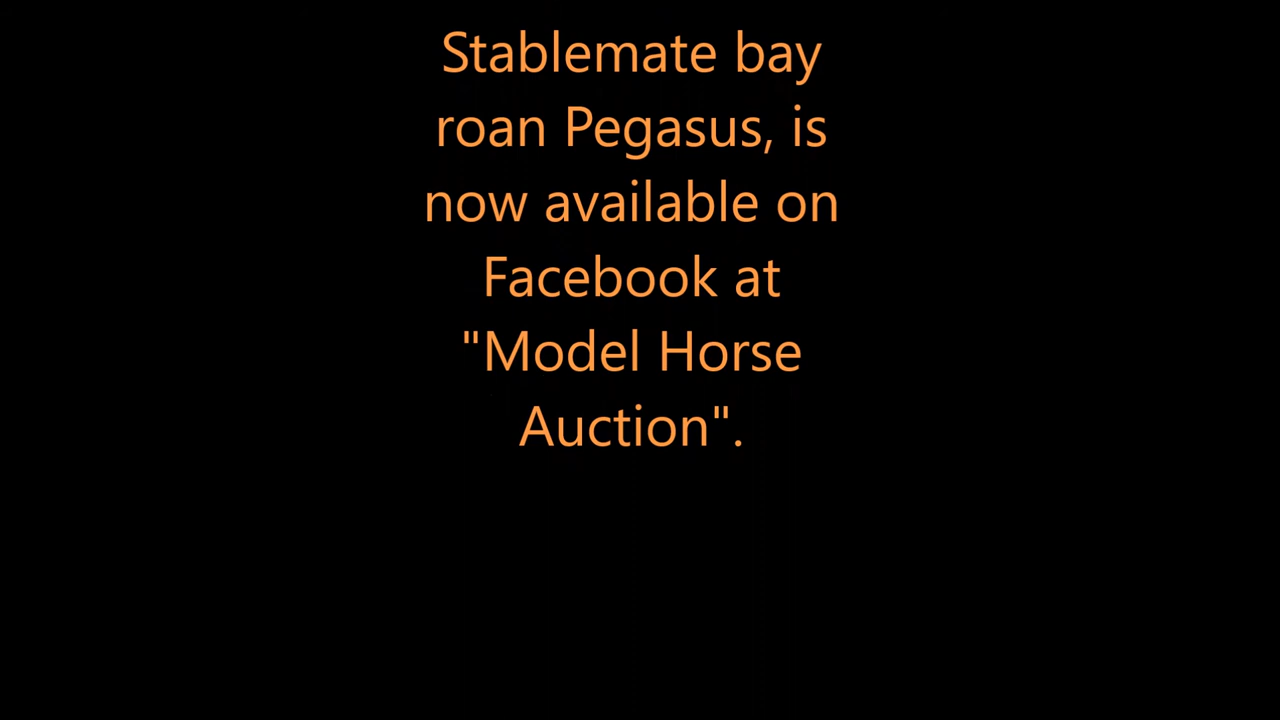 Stablemate bay
roan Pegasus, is
now available on
Facebook at
"Model Horse
Auction".